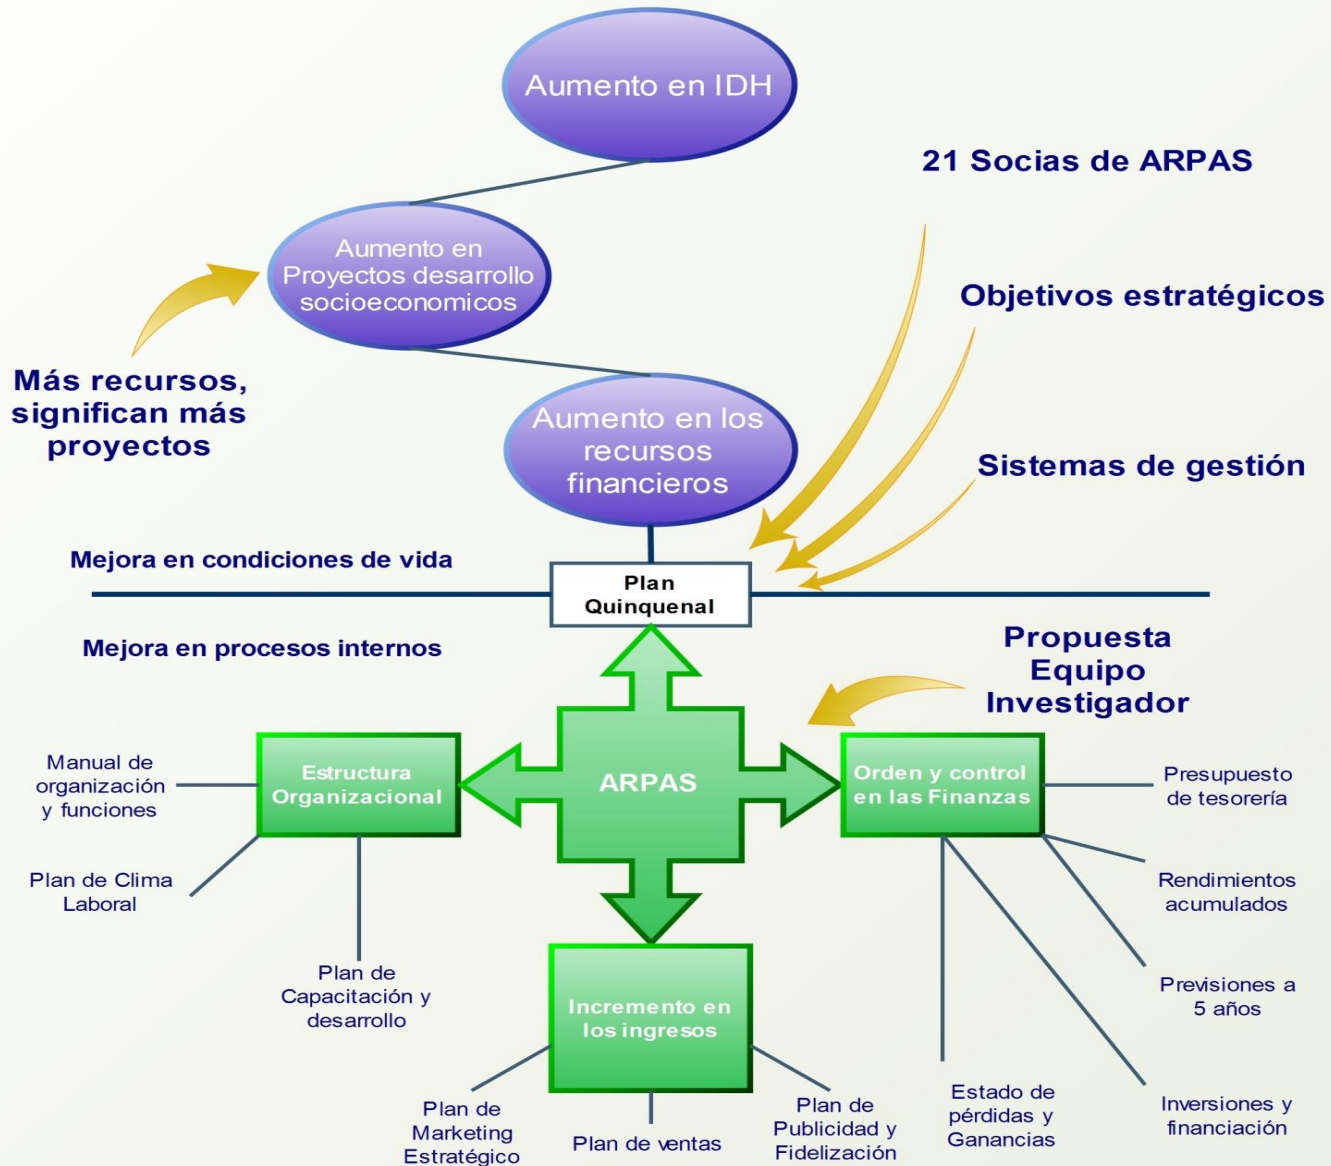 Aumento en IDH
21 Socias de ARPAS
Aumento en
Proyectos desarrollo
socioeconomicos
Objetivos estratégicos
Más recursos,
significan más
proyectos
Aumento en los
recursos
financieros
Sistemas de gestión
Mejora en condiciones de vida
Plan
Quinquenal
Mejora en procesos internos
Propuesta
Equipo
Investigador
Manual de
organización
y funciones
Estructura
Organizacional
ARPAS
Orden y control
en las Finanzas
Presupuesto
de tesorería
Plan de Clima
Laboral
Rendimientos
acumulados
Plan de
Capacitación y
desarrollo
Incremento en
los ingresos
Previsiones a
5 años
Plan de
Marketing
Estratégico
Plan de ventas
Plan de
Publicidad y
Fidelización
Estado de
pérdidas y
Ganancias
Inversiones y
financiación